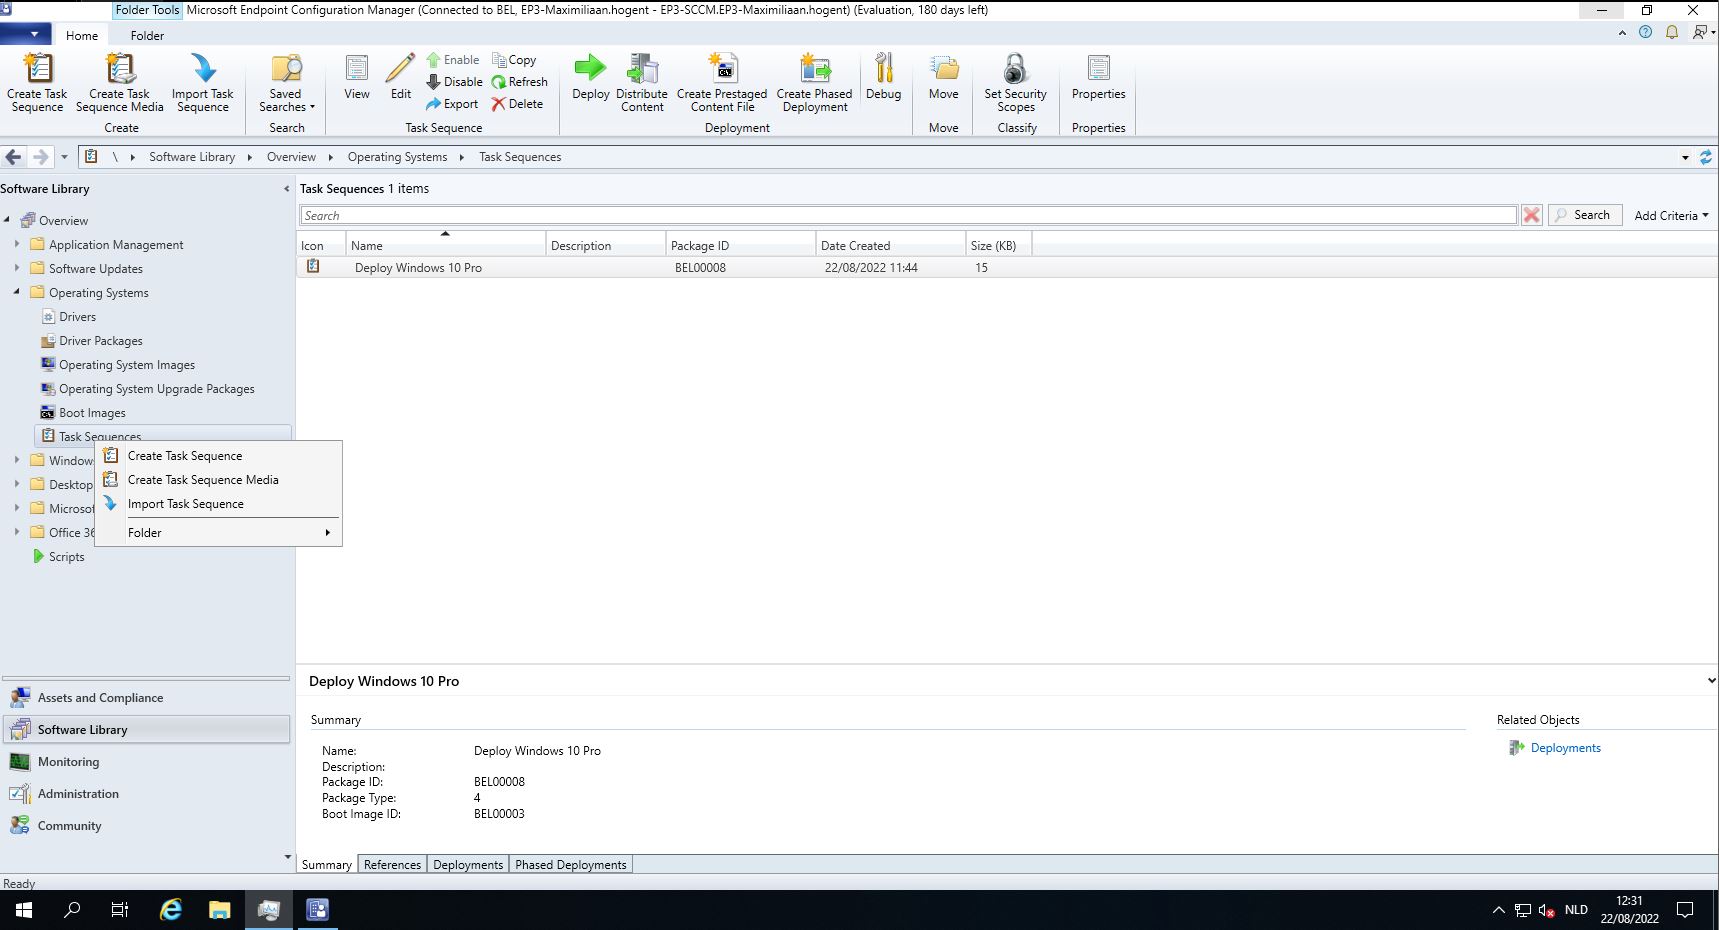 Folder Tools Microsoft Endpoint Configuration Manager (Connected to BEL, EP3-Maximiliaan.hogent - EP3-SCCM.EP3-Maximiliaan.hogent) (Evaluation, 180 days left)
Home Folder
Create Task Sequence
Create Task Sequence Media
Import Task Sequence
Create
Saved Searches
Search
View
Edit
Enable
Disable
Export
Copy
Refresh
Delete
Task Sequence
Deploy
Distribute Content
Create Prestaged Content File
Create Phased Deployment
Deployment
Debug
Move
Move
Set Security Scopes
Classify
Properties
Properties
\ Software Library Overview Operating Systems Task Sequences
Software Library
Overview
Application Management
Software Updates
Operating Systems
Drivers
Driver Packages
Operating System Images
Operating System Upgrade Packages
Boot Images
Task Sequences
Window
Desktop
Microsof
Office 36
Scripts
Create Task Sequence
Create Task Sequence Media
Import Task Sequence
Folder
Assets and Compliance
Software Library
Monitoring
Administration
Community
Task Sequences 1 items
Search Search Add Criteria
Icon Name Description Package ID Date Created Size (KB)
Deploy Windows 10 Pro BEL00008 22/08/2022 11:44 15
Deploy Windows 10 Pro
Summary
Name: Deploy Windows 10 Pro
Description:
Package ID: BEL00008
Package Type: 4
Boot Image ID: BEL00003
Related Objects
Deployments
Summary References Deployments Phased Deployments
Ready
NLD
12:31
22/08/2022